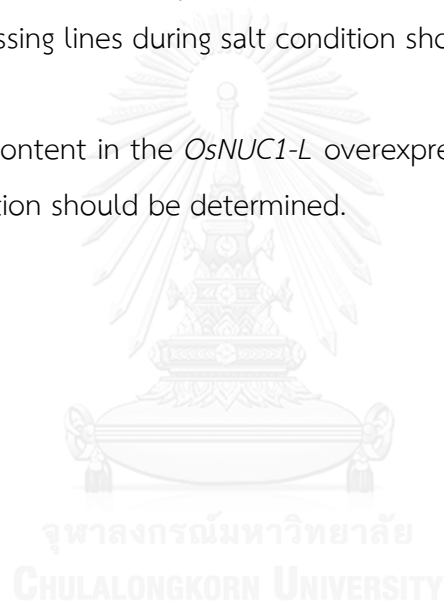 ssing lines during salt condition sho
ontent in the OsNUC1-L overexpre
tion should be determined.
จุฬาลงกรณ์มหาวิทยาลัย
CHULALONGKORN UNIVERSITY